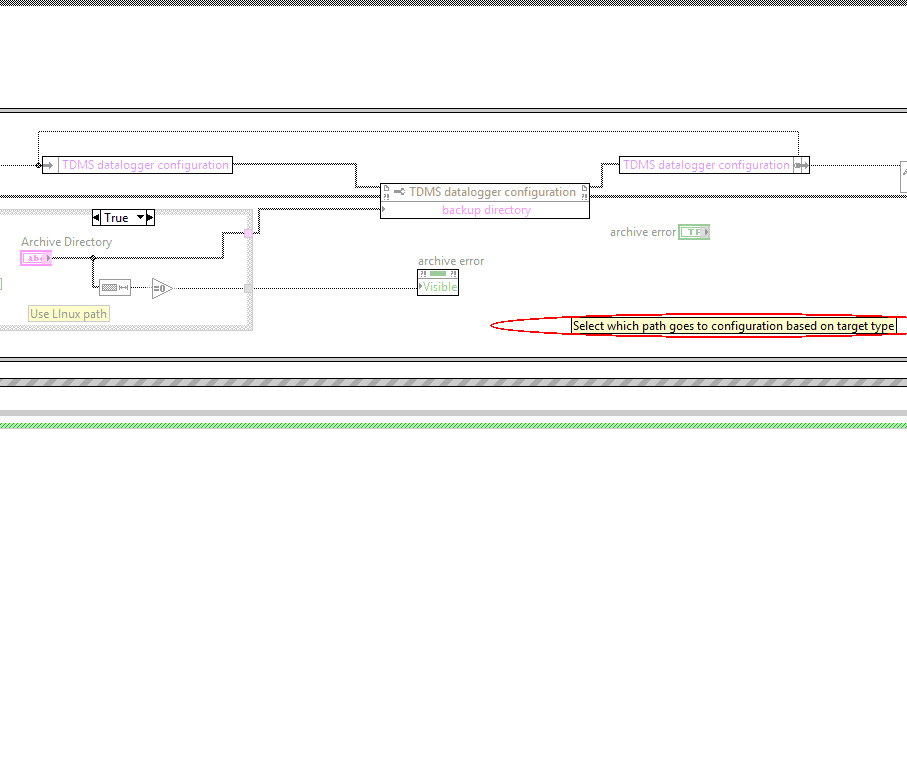 TDMS datalogger configuration
TDMS datalogger configuration
TDMS datalogger configuration
backup directory
True
Archive Directory
abc
=0
Use LInux path
archive error
Visible
archive error
TF
Select which path goes to configuration based on target type